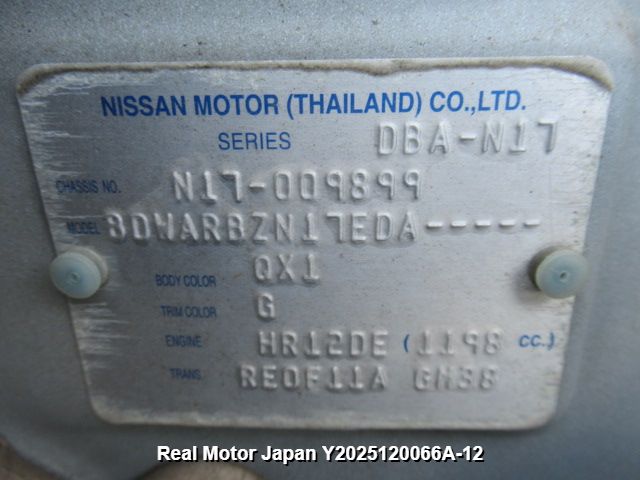 NISSAN MOTOR (THAILAND) CO.,LTD.
SERIES DBA-N17
CHASSIS NO. N17-009899
MODEL BDWARBZN17EDA-----
BODY COLOR QX1
TRIM COLOR G
ENGINE HR12DE (1198 CC.)
TRANS. RE0F11A GM38
Real Motor Japan Y2025120066A-12